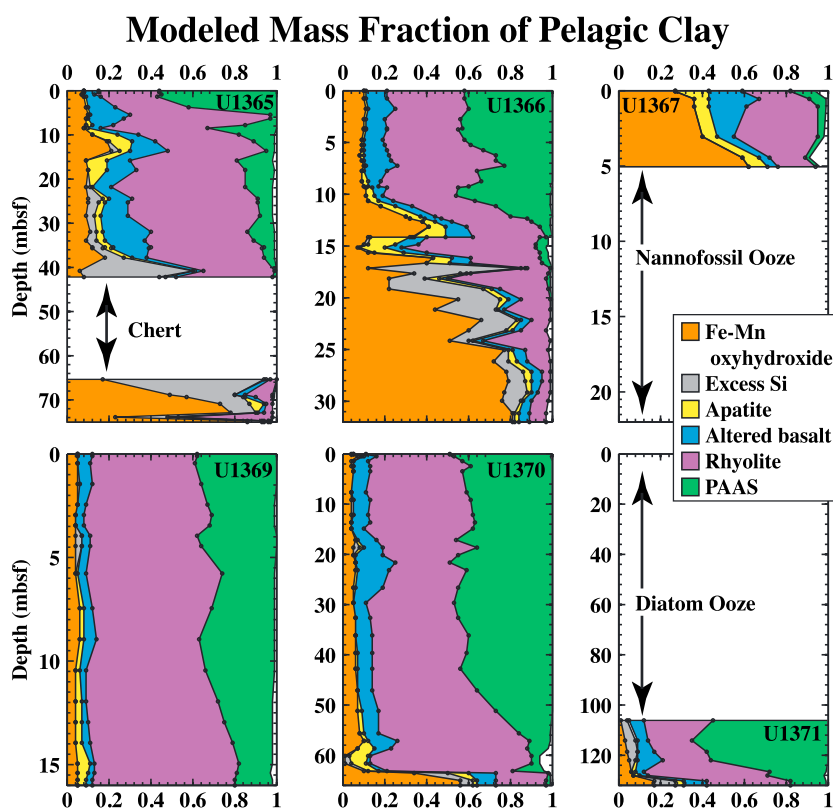 Modeled Mass Fraction of Pelagic Clay
0 0.2 0.4 0.6 0.8 1
0 0.2 0.4 0.6 0.8 1
0 0.2 0.4 0.6 0.8 1
U1365
U1366
U1367
Depth (mbsf)
0
10
20
30
40
50
60
70
Chert
0
5
10
15
20
25
30
0
5
10
15
20
Nannofossil Ooze
Fe-Mn
oxyhydroxide
Excess Si
Apatite
Altered basalt
Rhyolite
PAAS
U1369
U1370
Depth (mbsf)
0
5
10
15
0
10
20
30
40
50
60
0
20
40
60
80
100
120
Diatom Ooze
U1371
0 0.2 0.4 0.6 0.8 1
0 0.2 0.4 0.6 0.8 1
0 0.2 0.4 0.6 0.8 1